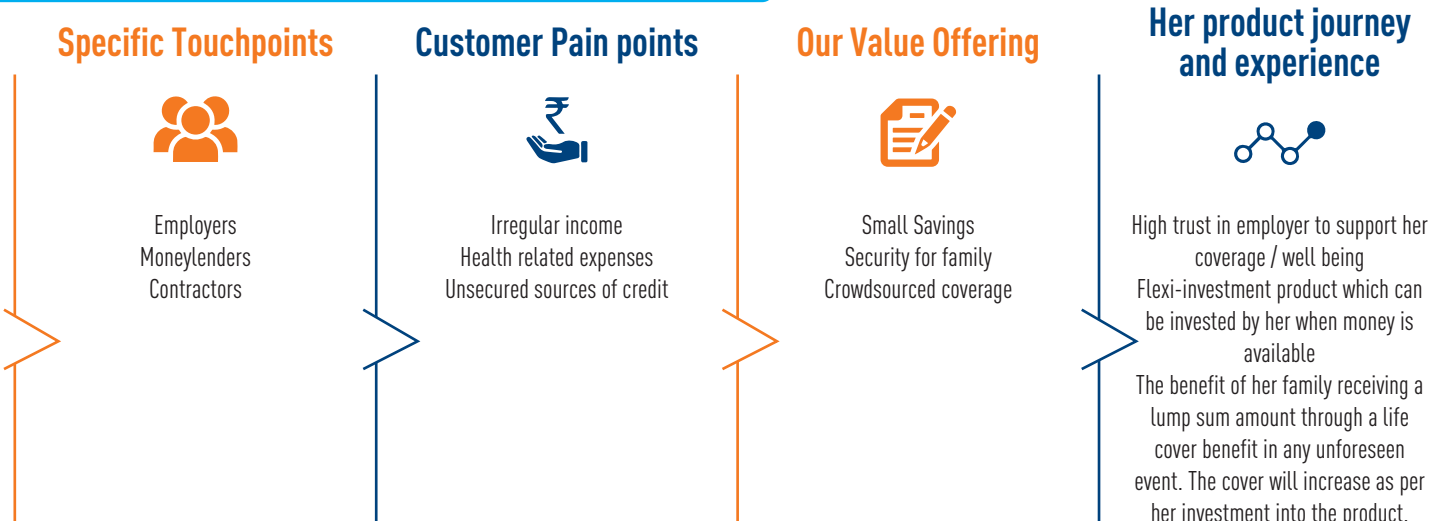 Specific Touchpoints
Employers
Moneylenders
Contractors
Customer Pain points
₹
Irregular income
Health related expenses
Unsecured sources of credit
Our Value Offering
Small Savings
Security for family
Crowdsourced coverage
Her product journey
and experience
High trust in employer to support her
coverage / well being
Flexi-investment product which can
be invested by her when money is
available
The benefit of her family receiving a
lump sum amount through a life
cover benefit in any unforeseen
event. The cover will increase as per
her investment into the product.